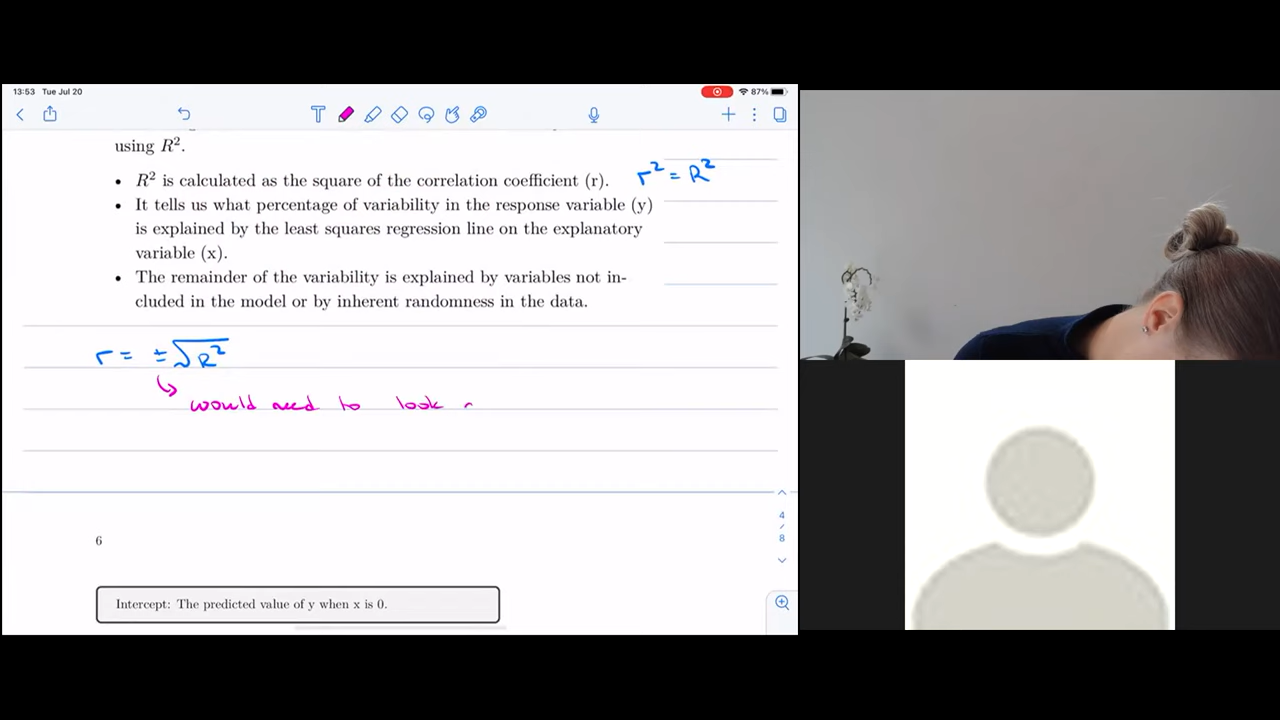 13:53 Tue Jul 20
87%
using R².
• R² is calculated as the square of the correlation coefficient (r).
r² = R²
• It tells us what percentage of variability in the response variable (y)
is explained by the least squares regression line on the explanatory
variable (x).
• The remainder of the variability is explained by variables not in-
cluded in the model or by inherent randomness in the data.
r = ±√R²
would need to look
4
/
8
6
Intercept: The predicted value of y when x is 0.